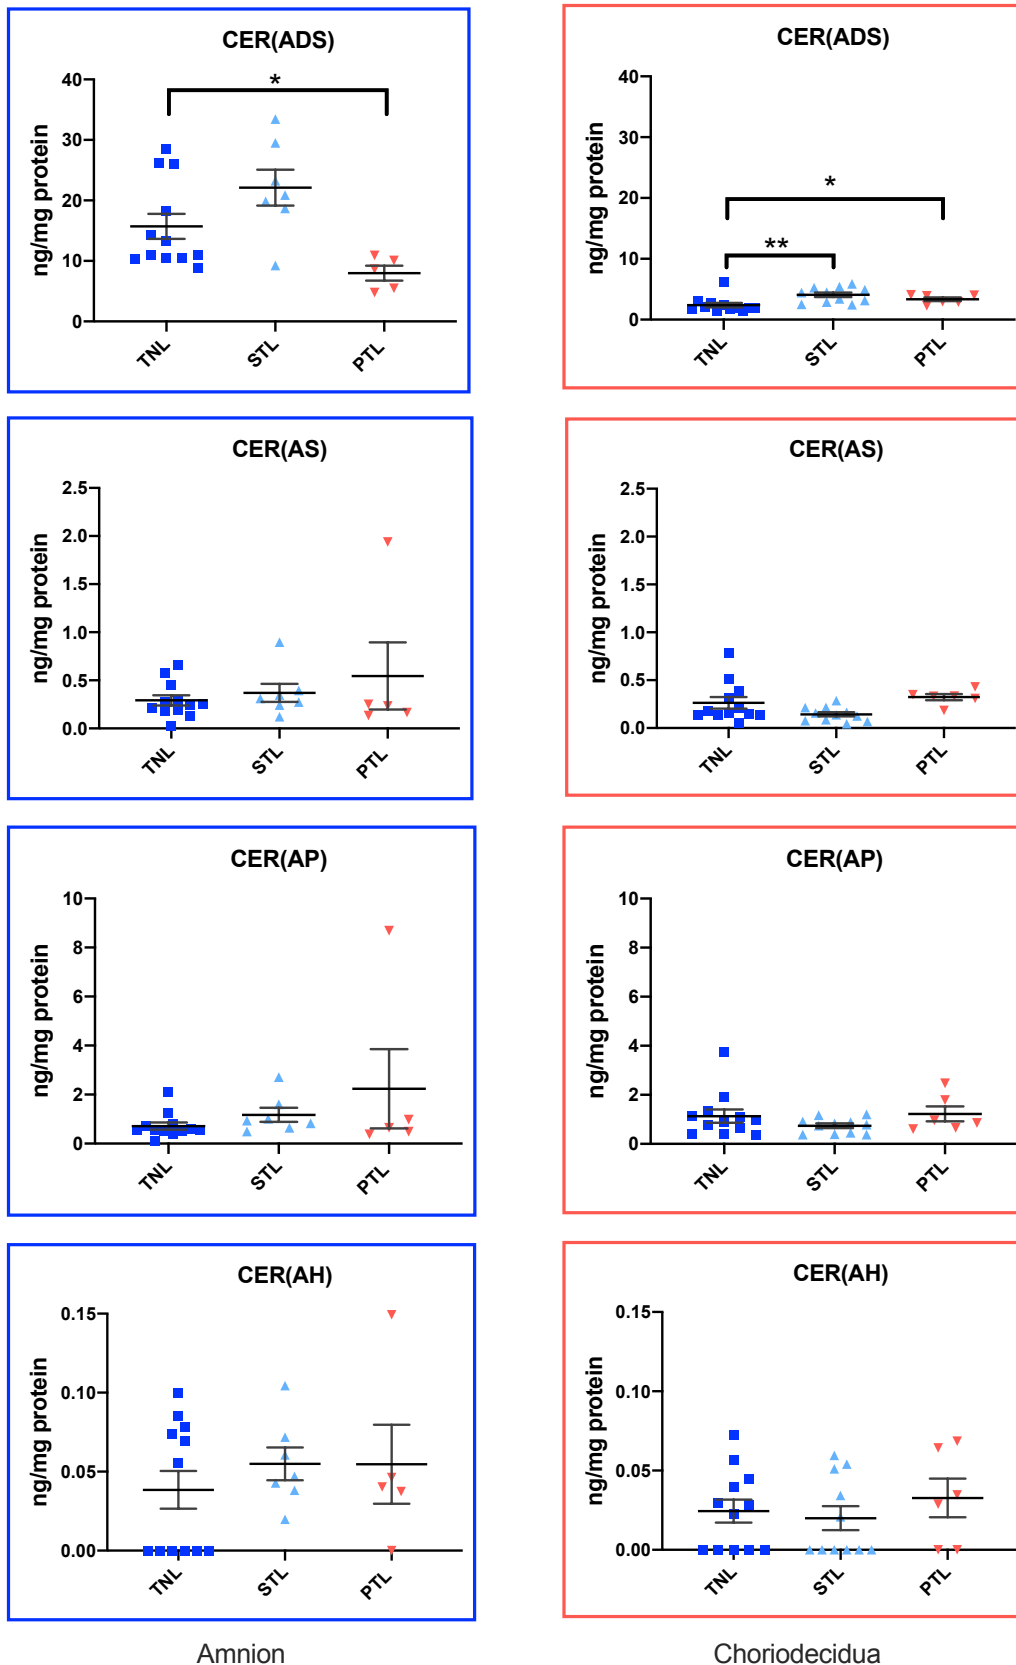 CER(ADS)
*
40
30
20
10
0
ng/mg protein
TNL
STL
PTL
CER(ADS)
*
**
40
30
20
10
0
ng/mg protein
TNL
STL
PTL
CER(AS)
2.5
2.0
1.5
1.0
0.5
0.0
ng/mg protein
TNL
STL
PTL
CER(AS)
2.5
2.0
1.5
1.0
0.5
0.0
ng/mg protein
TNL
STL
PTL
CER(AP)
10
8
6
4
2
0
ng/mg protein
TNL
STL
PTL
CER(AP)
10
8
6
4
2
0
ng/mg protein
TNL
STL
PTL
CER(AH)
0.15
0.10
0.05
0.00
ng/mg protein
TNL
STL
PTL
CER(AH)
0.15
0.10
0.05
0.00
ng/mg protein
TNL
STL
PTL
Amnion
Choriodecidua